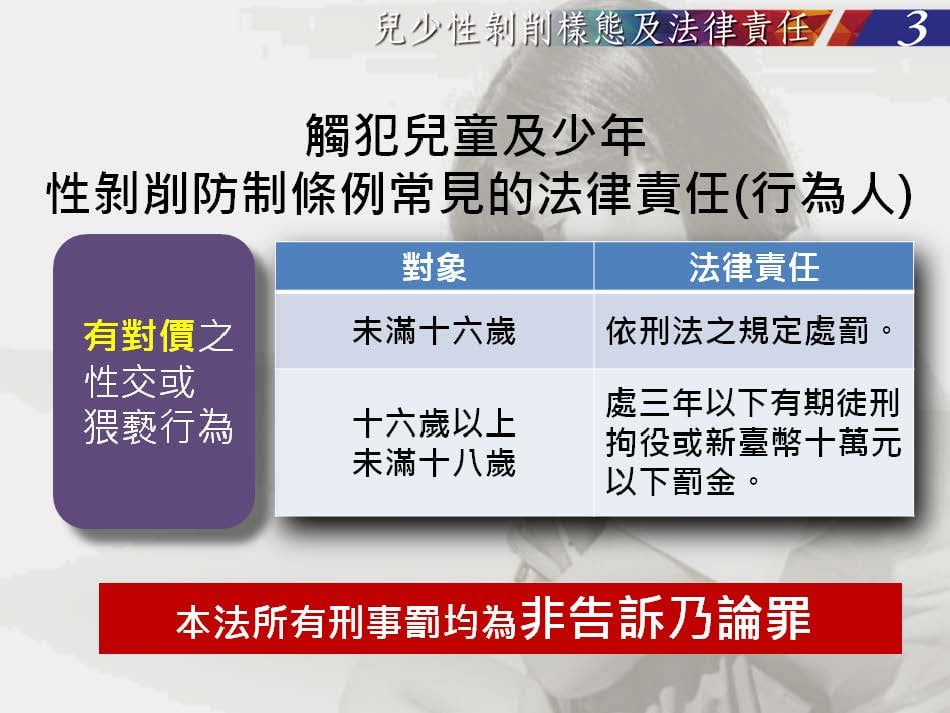 兒少性剝削樣態及法律責任 3
觸犯兒童及少年
性剝削防制條例常見的法律責任(行為人)
有對價之
性交或
猥褻行為
對象 法律責任
未滿十六歲 依刑法之規定處罰。
十六歲以上
未滿十八歲
處三年以下有期徒刑
拘役或新臺幣十萬元
以下罰金。
本法所有刑事罰均為非告訴乃論罪